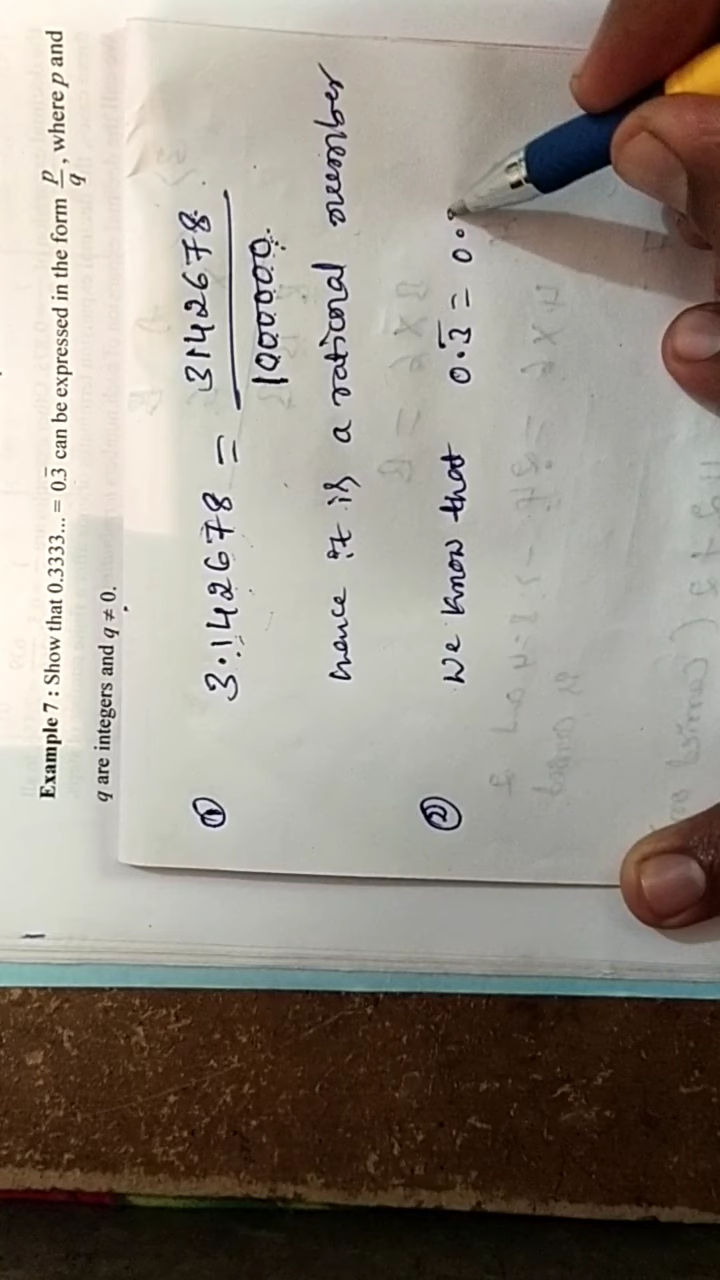 Example 7 : Show that 0.3333... = 0.3̅ can be expressed in the form p/q, where p and
q are integers and q ≠ 0.
① 3.142678 = 3142678/1000000
hence it is a rational number
② We know that 0.3̅ = 0.